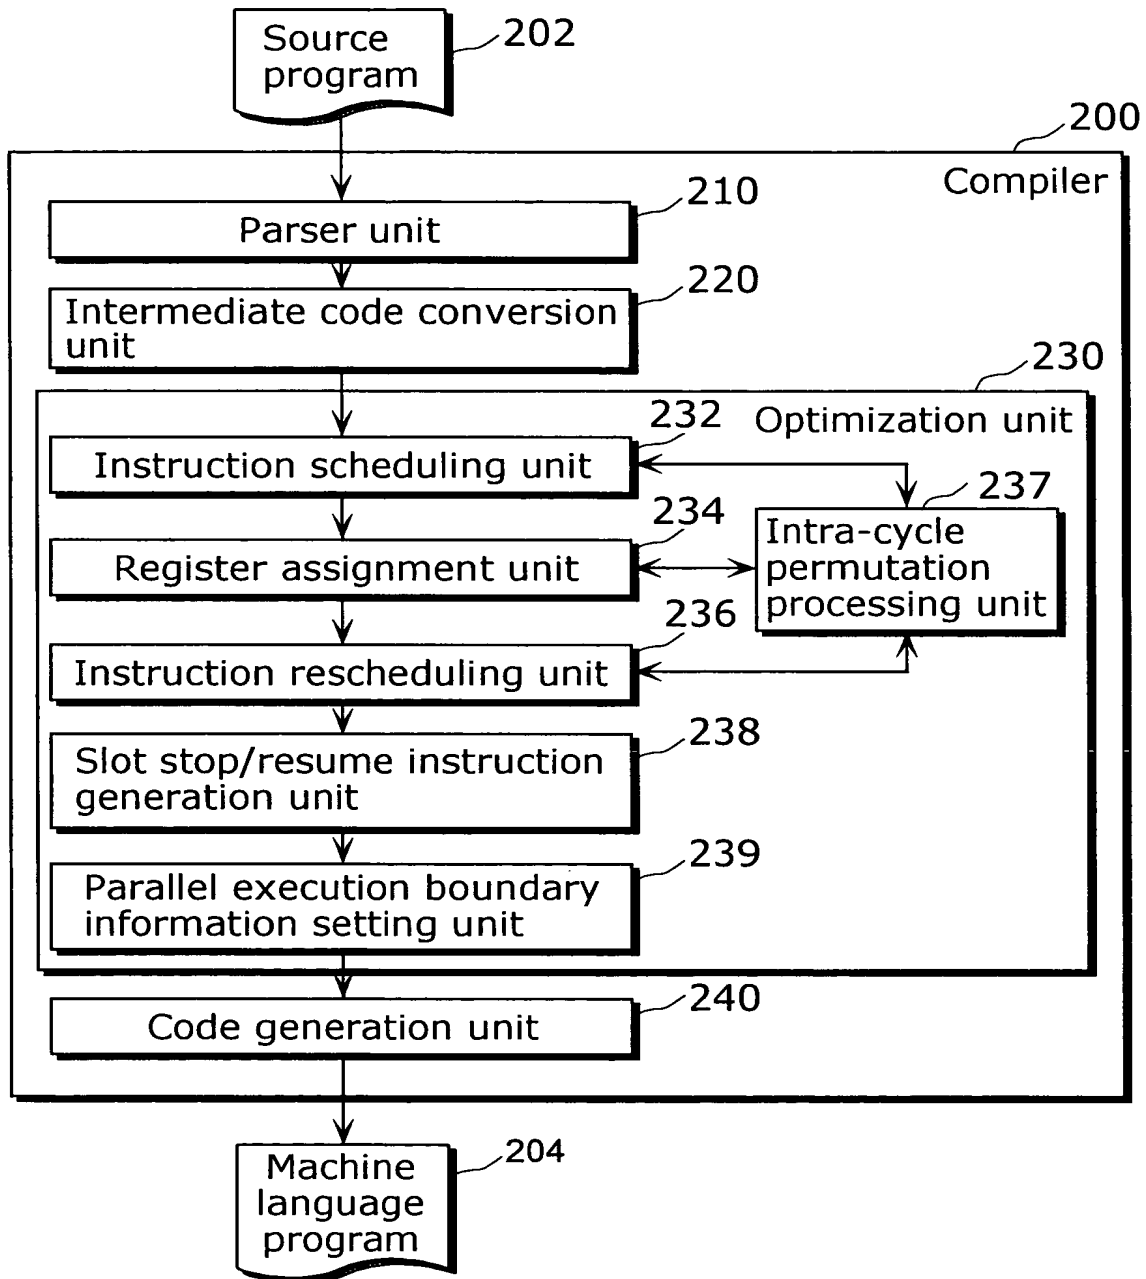 Source
program
202
200
Compiler
210
Parser unit
220
Intermediate code conversion
unit
230
Optimization unit
232
Instruction scheduling unit
237
Intra-cycle
permutation
processing unit
234
Register assignment unit
236
Instruction rescheduling unit
238
Slot stop/resume instruction
generation unit
239
Parallel execution boundary
information setting unit
240
Code generation unit
204
Machine
language
program